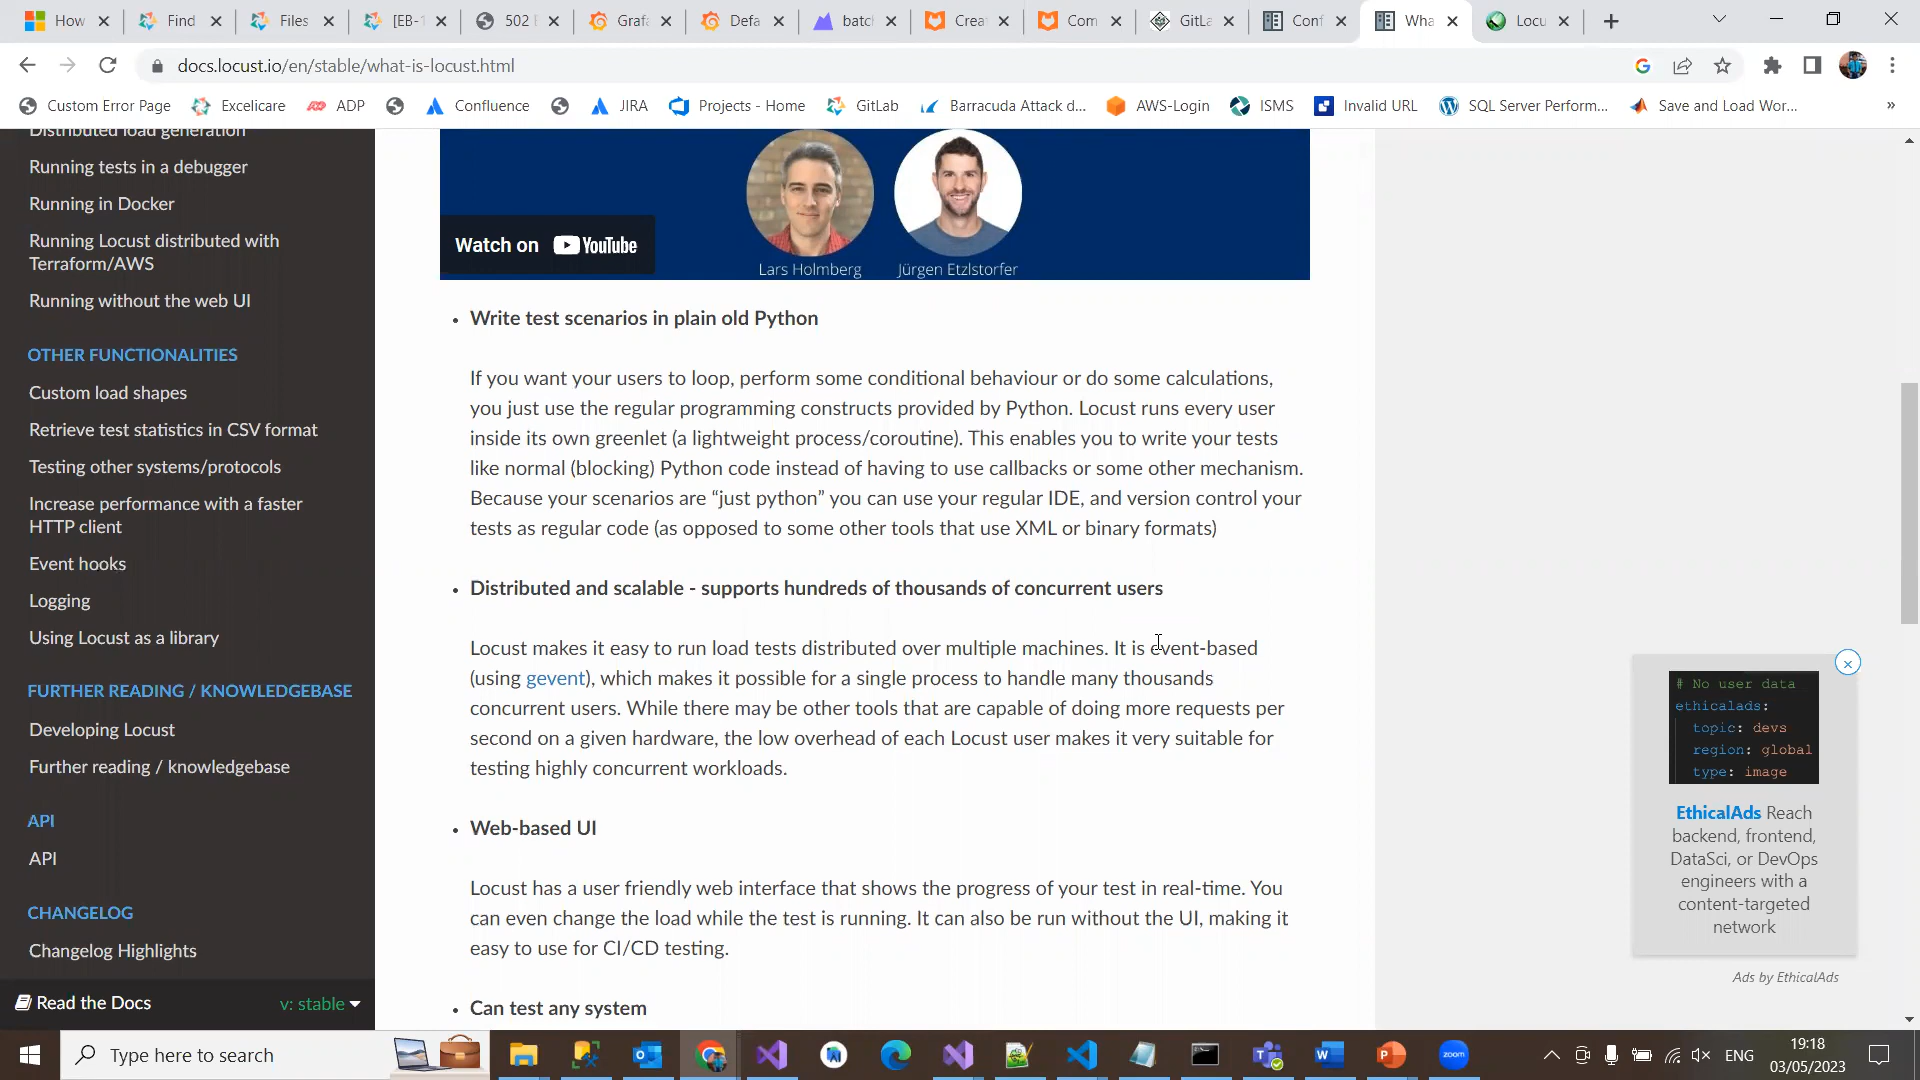 How
Find
Files
[EB-1
502 E
Grafa
Defa
batc
Crea
Com
GitLa
Conf
Wha
Locu
docs.locust.io/en/stable/what-is-locust.html
Custom Error Page
Excelicare
ADP
Confluence
JIRA
Projects - Home
GitLab
Barracuda Attack d...
AWS-Login
ISMS
Invalid URL
SQL Server Perform...
Save and Load Wor...
»
Distributed load generation
Running tests in a debugger
Running in Docker
Running Locust distributed with
Terraform/AWS
Running without the web UI
OTHER FUNCTIONALITIES
Custom load shapes
Retrieve test statistics in CSV format
Testing other systems/protocols
Increase performance with a faster
HTTP client
Event hooks
Logging
Using Locust as a library
FURTHER READING / KNOWLEDGEBASE
Developing Locust
Further reading / knowledgebase
API
API
CHANGELOG
Changelog Highlights
Read the Docs
v: stable
Watch on YouTube
Lars Holmberg
Jürgen Etzlstorfer
• Write test scenarios in plain old Python
If you want your users to loop, perform some conditional behaviour or do some calculations,
you just use the regular programming constructs provided by Python. Locust runs every user
inside its own greenlet (a lightweight process/coroutine). This enables you to write your tests
like normal (blocking) Python code instead of having to use callbacks or some other mechanism.
Because your scenarios are “just python” you can use your regular IDE, and version control your
tests as regular code (as opposed to some other tools that use XML or binary formats)
• Distributed and scalable - supports hundreds of thousands of concurrent users
Locust makes it easy to run load tests distributed over multiple machines. It is event-based
(using gevent), which makes it possible for a single process to handle many thousands
concurrent users. While there may be other tools that are capable of doing more requests per
second on a given hardware, the low overhead of each Locust user makes it very suitable for
testing highly concurrent workloads.
• Web-based UI
Locust has a user friendly web interface that shows the progress of your test in real-time. You
can even change the load while the test is running. It can also be run without the UI, making it
easy to use for CI/CD testing.
• Can test any system
# No user data
ethicalads:
topic: devs
region: global
type: image
EthicalAds Reach
backend, frontend,
DataSci, or DevOps
engineers with a
content-targeted
network
Ads by EthicalAds
Type here to search
zoom
ENG
19:18
03/05/2023